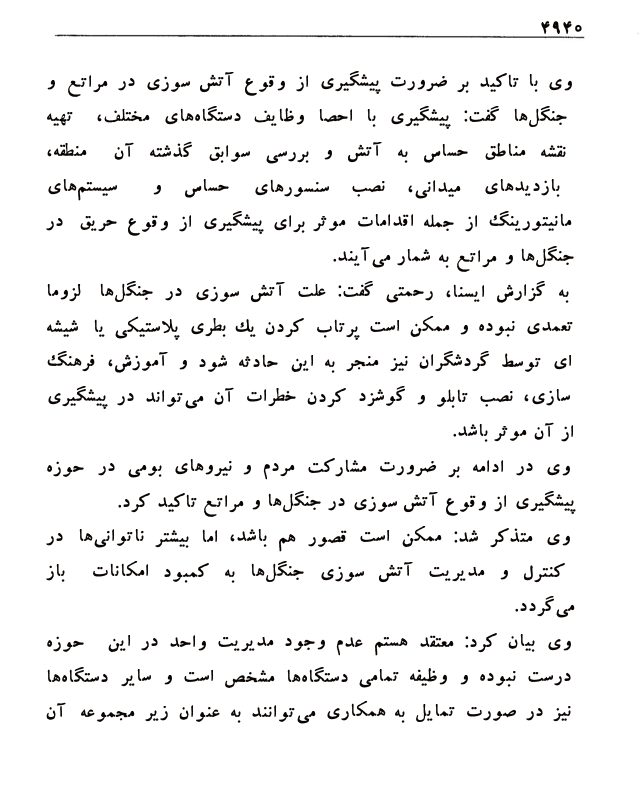 ۴۹۴۰
وی با تاکید بر ضرورت پیشگیری از وقوع آتش سوزی در مراتع و
جنگل‌ها گفت: پیشگیری با احصا وظایف دستگاه‌های مختلف، تهیه
نقشه مناطق حساس به آتش و بررسی سوابق گذشته آن منطقه،
بازدیدهای میدانی، نصب سنسورهای حساس و سیستم‌های
مانیتورینگ از جمله اقدامات موثر برای پیشگیری از وقوع حریق در
جنگل‌ها و مراتع به شمار می‌آیند.
به گزارش ایسنا، رحمتی گفت: علت آتش سوزی در جنگل‌ها لزوما
تعمدی نبوده و ممکن است پرتاب کردن یك بطری پلاستیکی یا شیشه
ای توسط گردشگران نیز منجر به این حادثه شود و آموزش، فرهنگ
سازی، نصب تابلو و گوشزد کردن خطرات آن می‌تواند در پیشگیری
از آن موثر باشد.
وی در ادامه بر ضرورت مشارکت مردم و نیروهای بومی در حوزه
پیشگیری از وقوع آتش سوزی در جنگل‌ها و مراتع تاکید کرد.
وی متذکر شد: ممکن است قصور هم باشد، اما بیشتر ناتوانی‌ها در
کنترل و مدیریت آتش سوزی جنگل‌ها به کمبود امکانات باز
می‌گردد.
وی بیان کرد: معتقد هستم عدم وجود مدیریت واحد در این حوزه
درست نبوده و وظیفه تمامی دستگاه‌ها مشخص است و سایر دستگاه‌ها
نیز در صورت تمایل به همکاری می‌توانند به عنوان زیر مجموعه آن